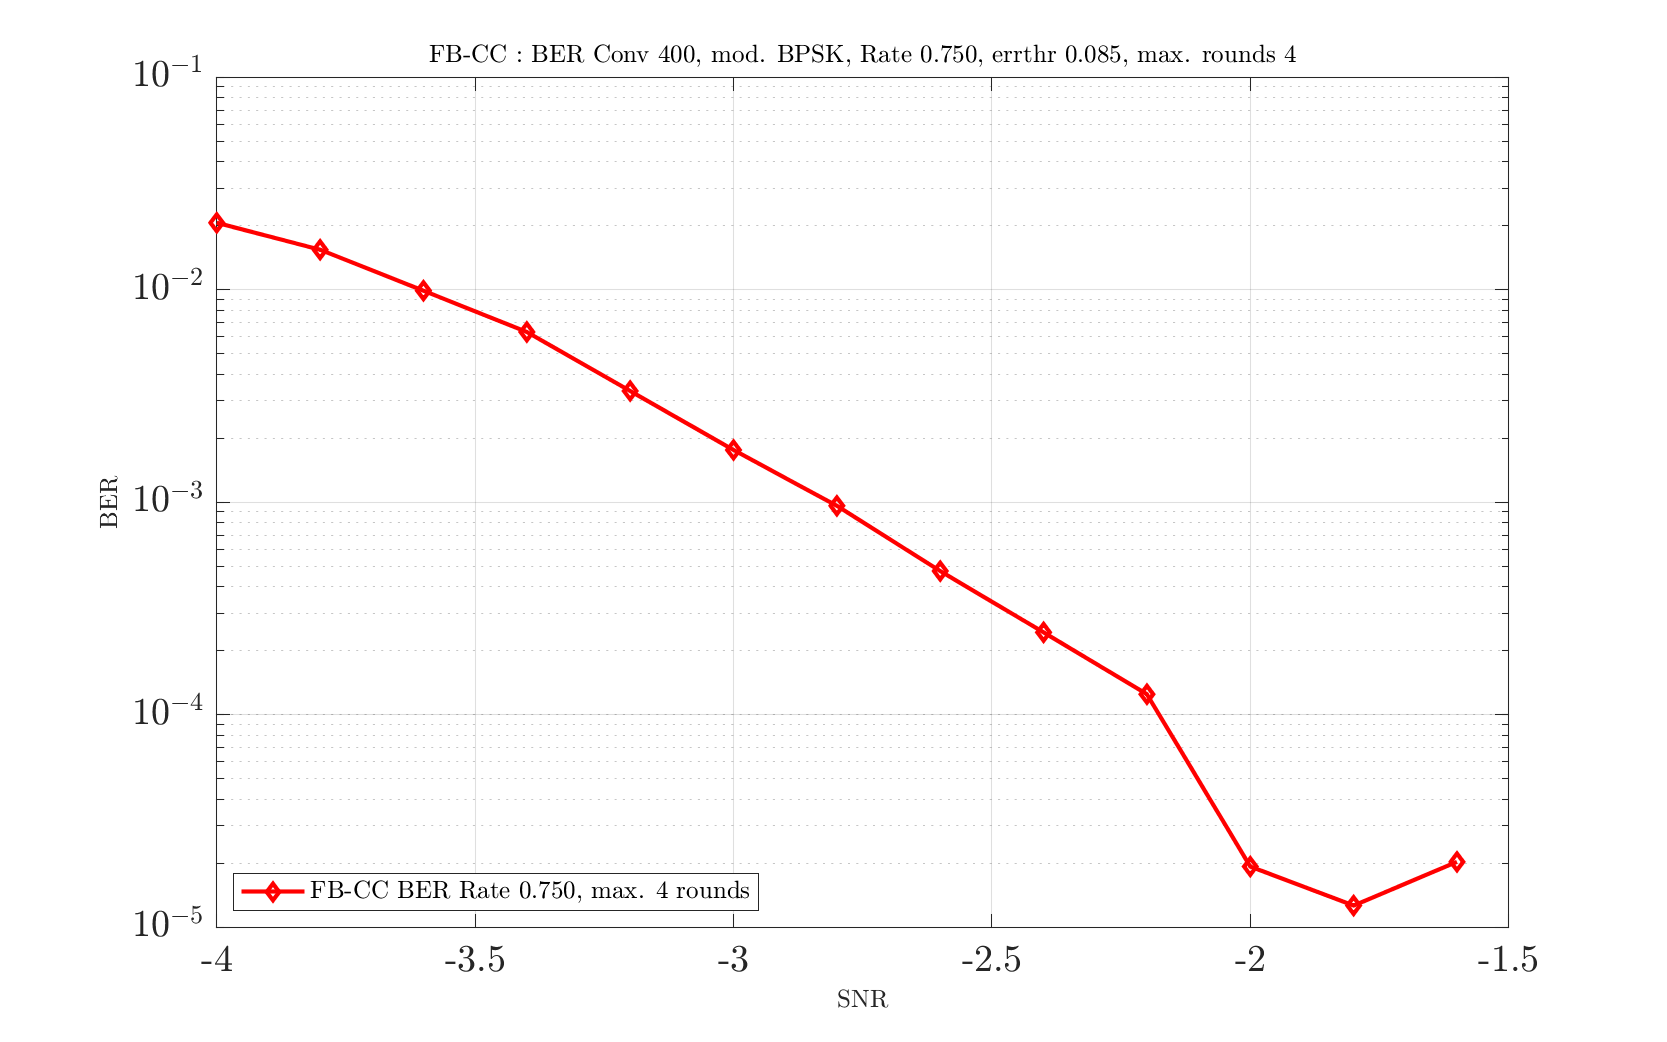 FB-CC : BER Conv 400, mod. BPSK, Rate 0.750, errthr 0.085, max. rounds 4
10⁻¹
10⁻²
10⁻³
10⁻⁴
10⁻⁵
BER
FB-CC BER Rate 0.750, max. 4 rounds
-4 -3.5 -3 -2.5 -2 -1.5
SNR